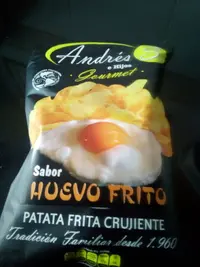 Andrés
e Hijos
Gourmet
Sabor
HUEVO FRITO
PATATA FRITA CRUJIENTE
Tradición Familiar desde 1.960